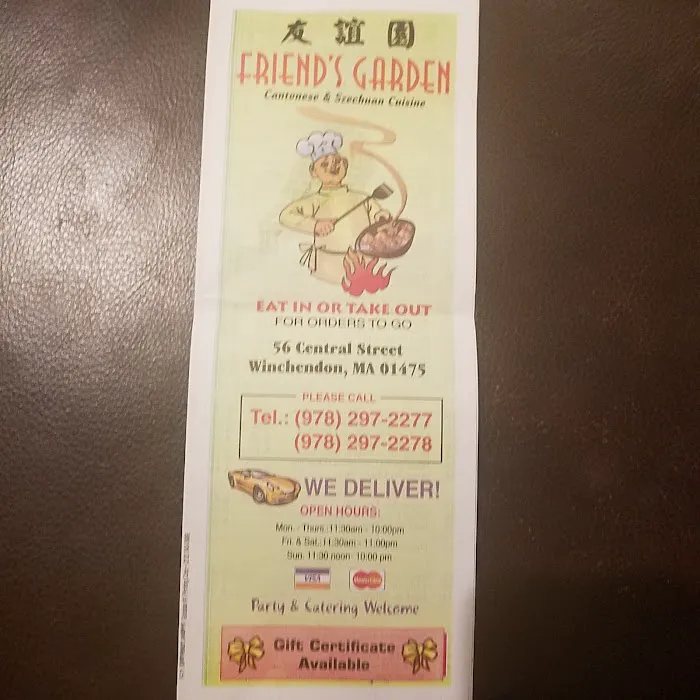 友誼園
FRIEND'S GARDEN
Cantonese & Szechuan Cuisine
EAT IN OR TAKE OUT
FOR ORDERS TO GO
56 Central Street
Winchendon, MA 01475
PLEASE CALL
Tel.: (978) 297-2277
(978) 297-2278
WE DELIVER!
OPEN HOURS:
Mon. - Thurs.: 11:30am - 10:00pm
Fri. & Sat.: 11:30am - 11:00pm
Sun. 11:30 noon- 10:00 pm
VISA
MasterCard
Party & Catering Welcome
Gift Certificate
Available